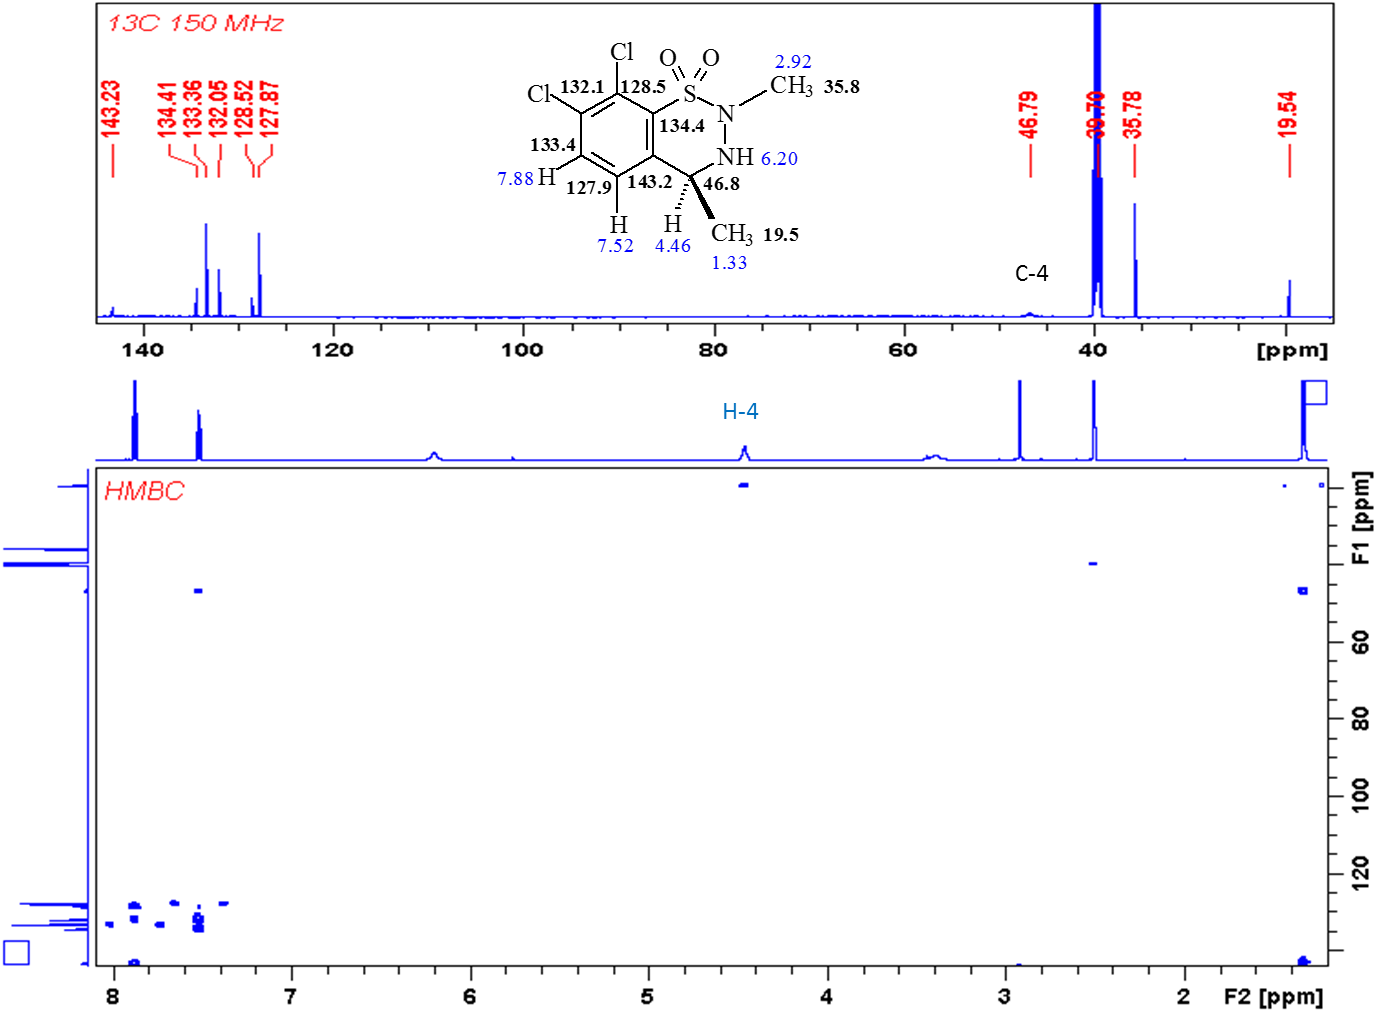 13C 150 MHz
143.23
134.41
133.36
132.05
128.52
127.87
46.79
39.70
35.78
19.54
Cl
O O
2.92
Cl 132.1 128.5 S CH3 35.8
134.4 N
133.4 NH 6.20
7.88 H 127.9 143.2 46.8
H H CH3 19.5
7.52 4.46 1.33
C-4
140 120 100 80 60 40 [ppm]
H-4
HMBC
F1 [ppm]
60
80
100
120
8 7 6 5 4 3 2 F2 [ppm]